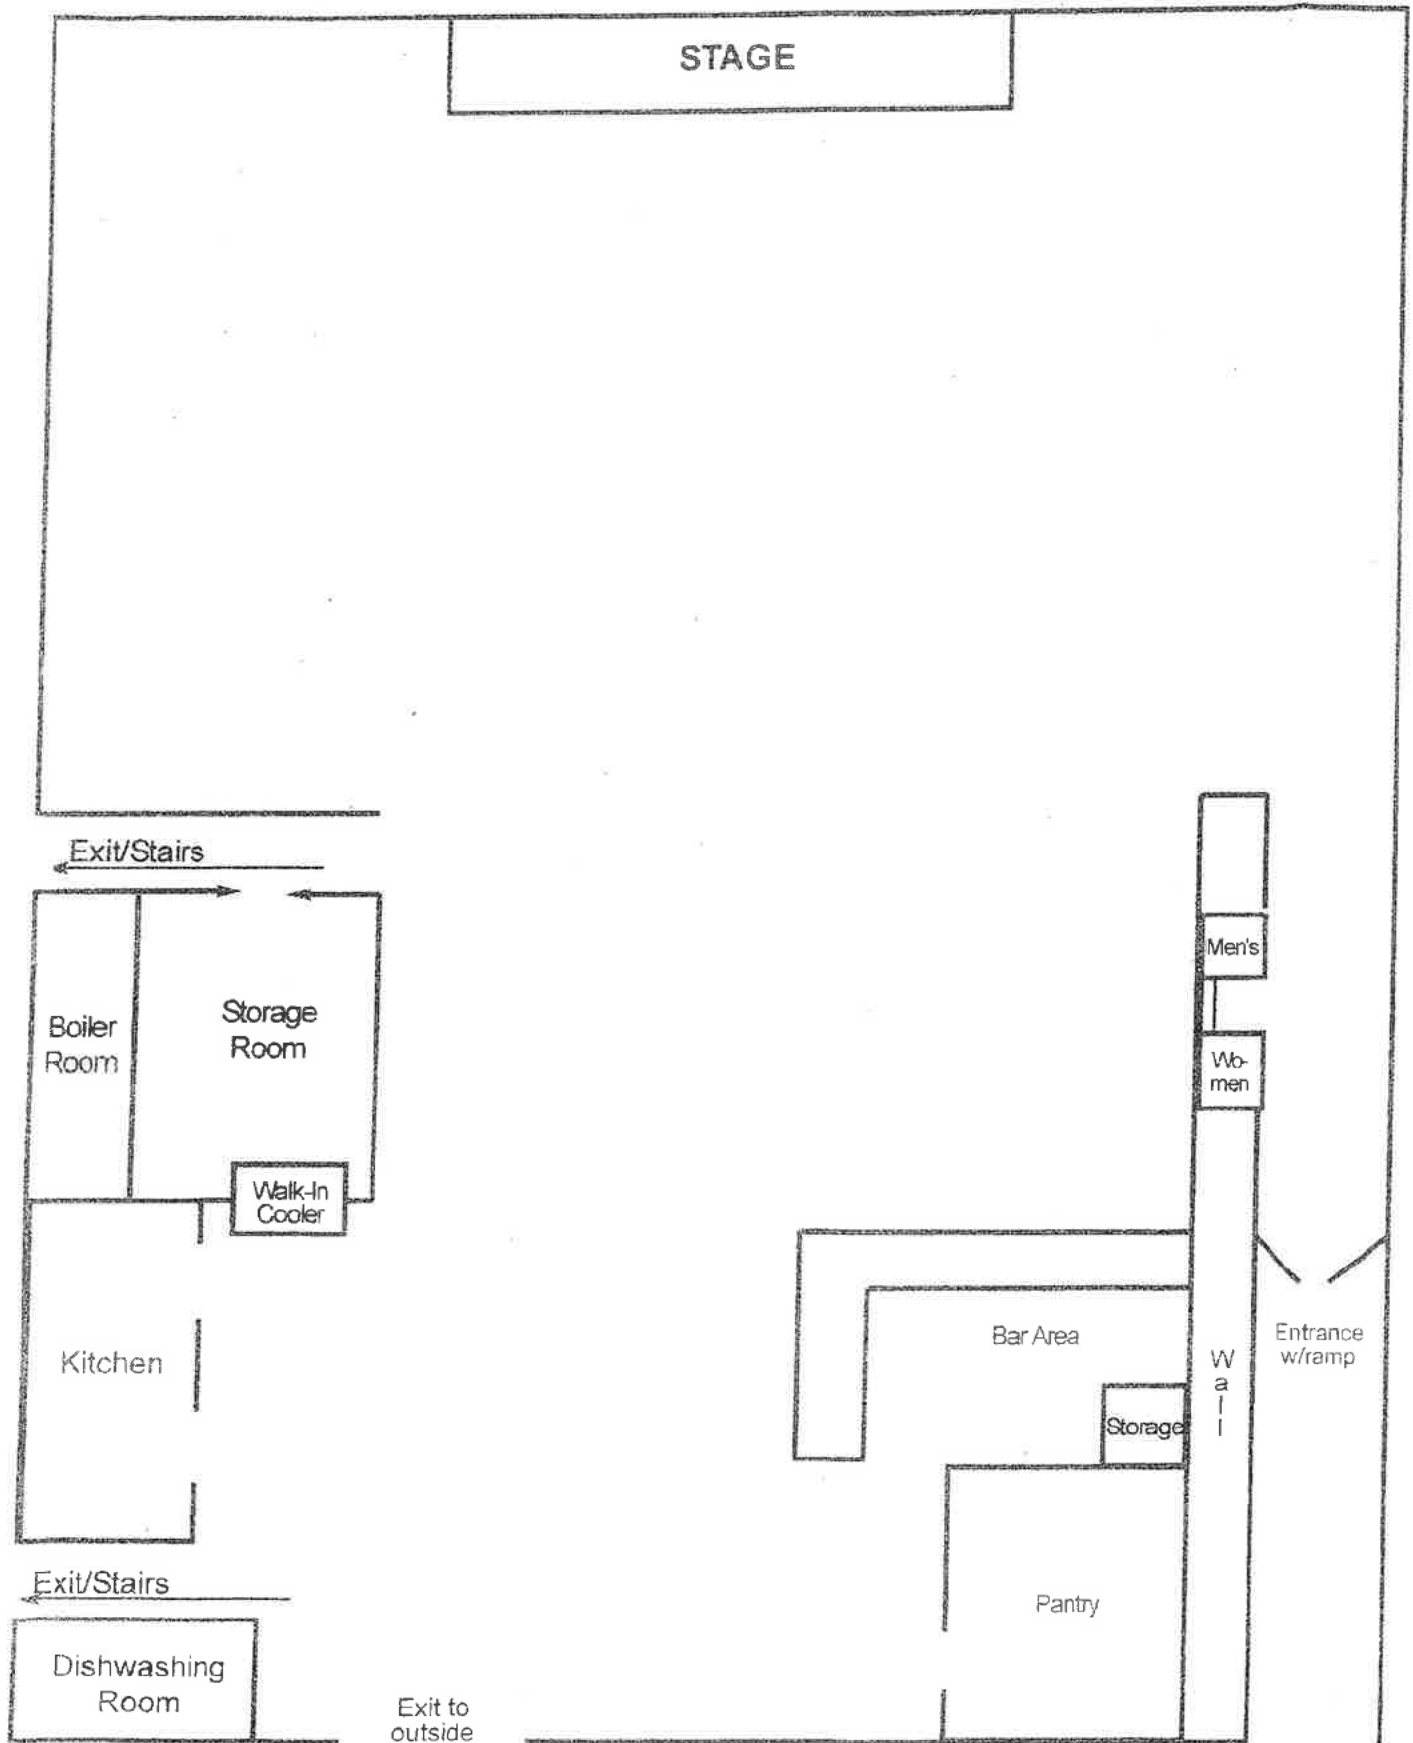 STAGE
Exit/Stairs
Men's
Boiler
Room
Storage
Room
Wo-
men
Walk-In
Cooler
Kitchen
Bar Area
Entrance
w/ramp
W
a
l
l
Storage
Exit/Stairs
Pantry
Dishwashing
Room
Exit to
outside